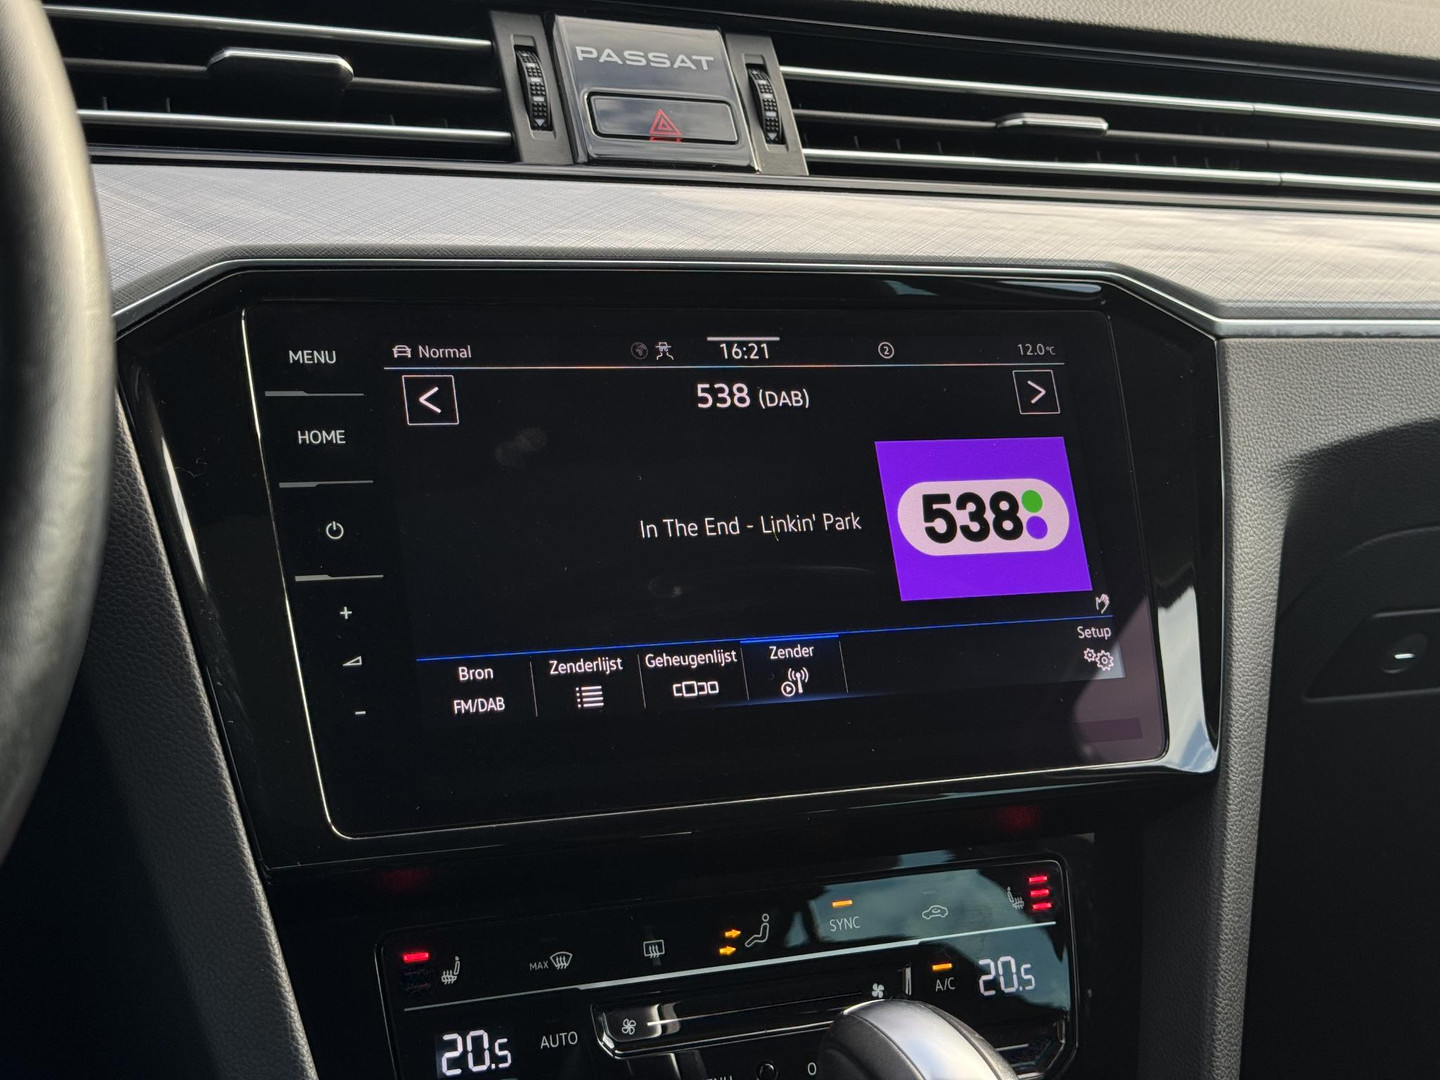 PASSAT
MENU
HOME
+
-
Normal
16:21
2
12.0°C
<
538 (DAB)
>
In The End - Linkin' Park
538
Bron
FM/DAB
Zenderlijst
Geheugenlijst
Zender
Setup
MAX
SYNC
20.5
AUTO
A/C
20.5
O